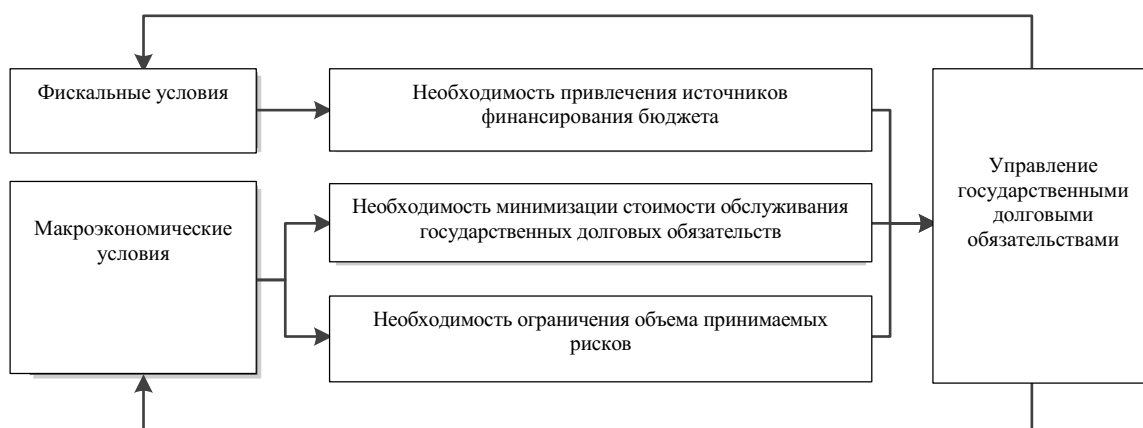 Фискальные условия
Необходимость привлечения источников
финансирования бюджета
Макроэкономические
условия
Необходимость минимизации стоимости обслуживания
государственных долговых обязательств
Необходимость ограничения объема принимаемых
рисков
Управление
государственными
долговыми
обязательствами